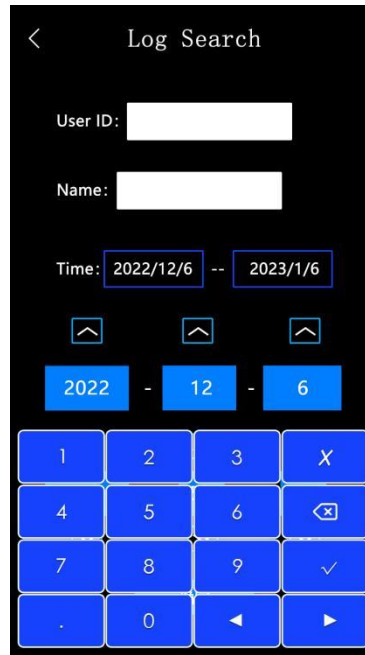 Log Search
User ID:
Name:
Time: 2022/12/6 -- 2023/1/6
2022 - 12 - 6
1 2 3 X
4 5 6
7 8 9
. 0